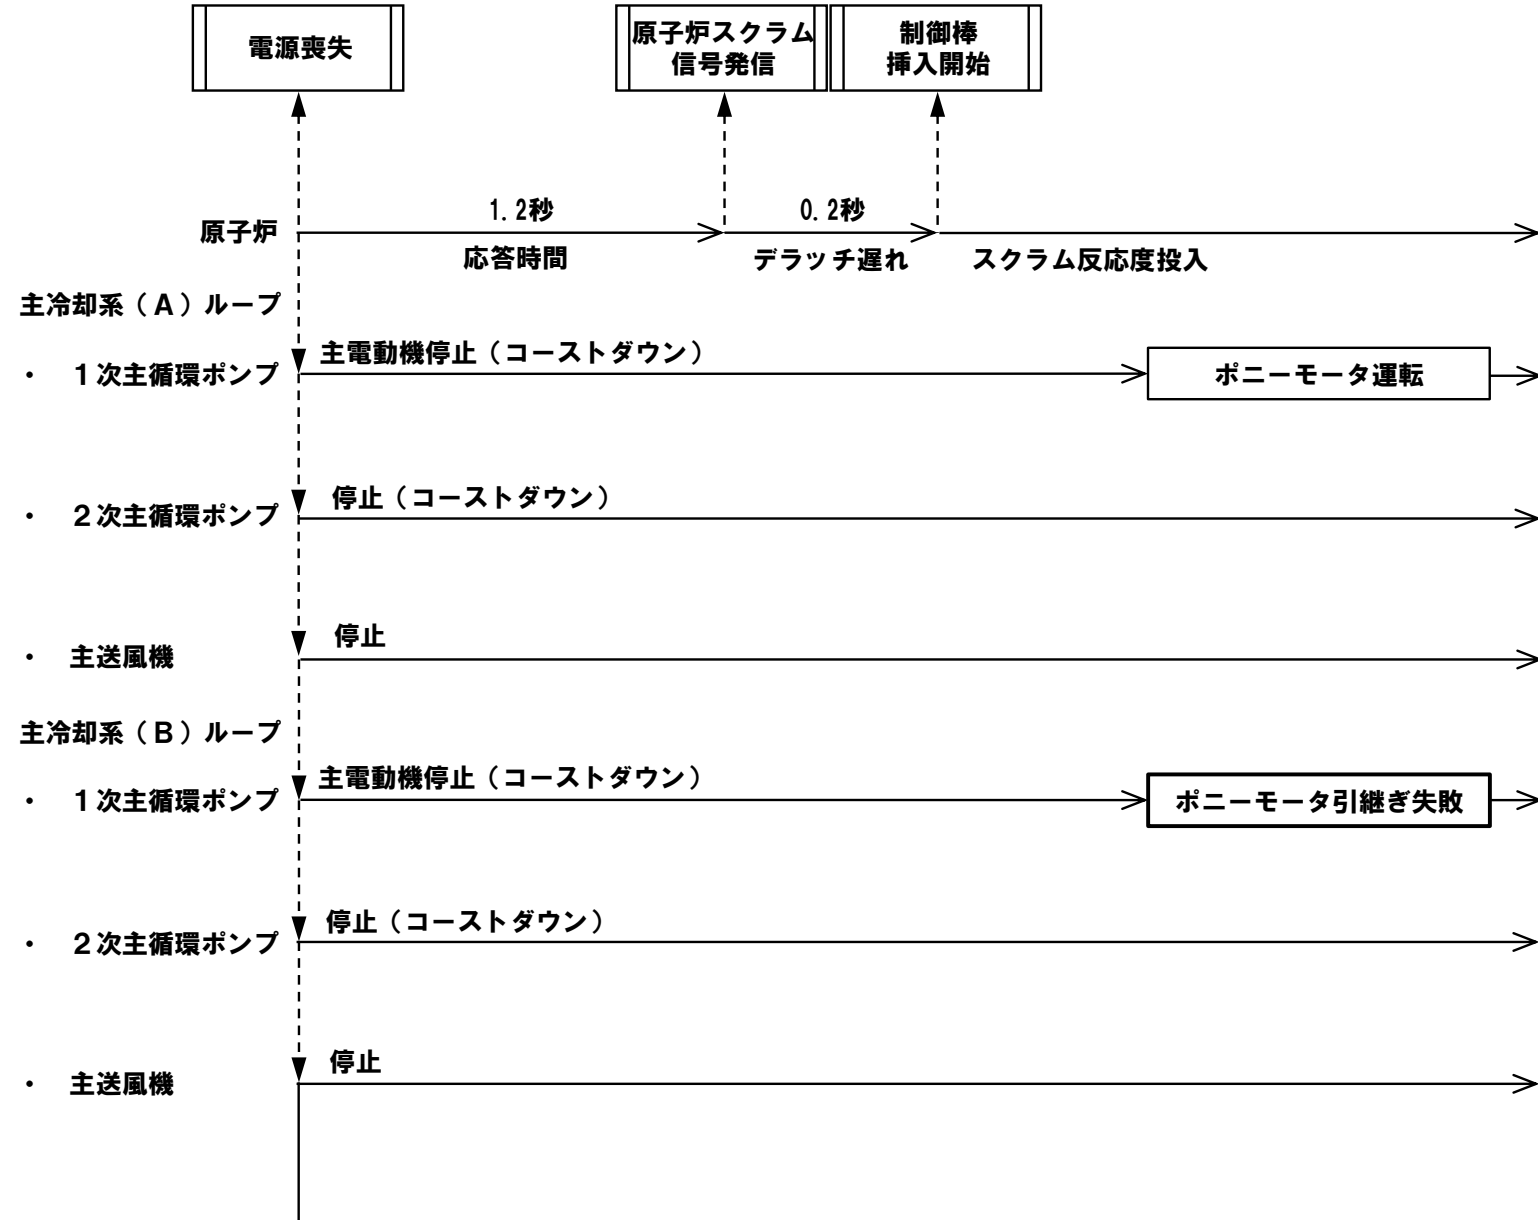 電源喪失
原子炉スクラム
信号発信
制御棒
挿入開始
1.2秒
0.2秒
原子炉
応答時間
デラッチ遅れ
スクラム反応度投入
主冷却系（A）ループ
主電動機停止（コーストダウン）
・ 1次主循環ポンプ
ポニーモータ運転
停止（コーストダウン）
・ 2次主循環ポンプ
停止
・ 主送風機
主冷却系（B）ループ
主電動機停止（コーストダウン）
・ 1次主循環ポンプ
ポニーモータ引継ぎ失敗
停止（コーストダウン）
・ 2次主循環ポンプ
停止
・ 主送風機